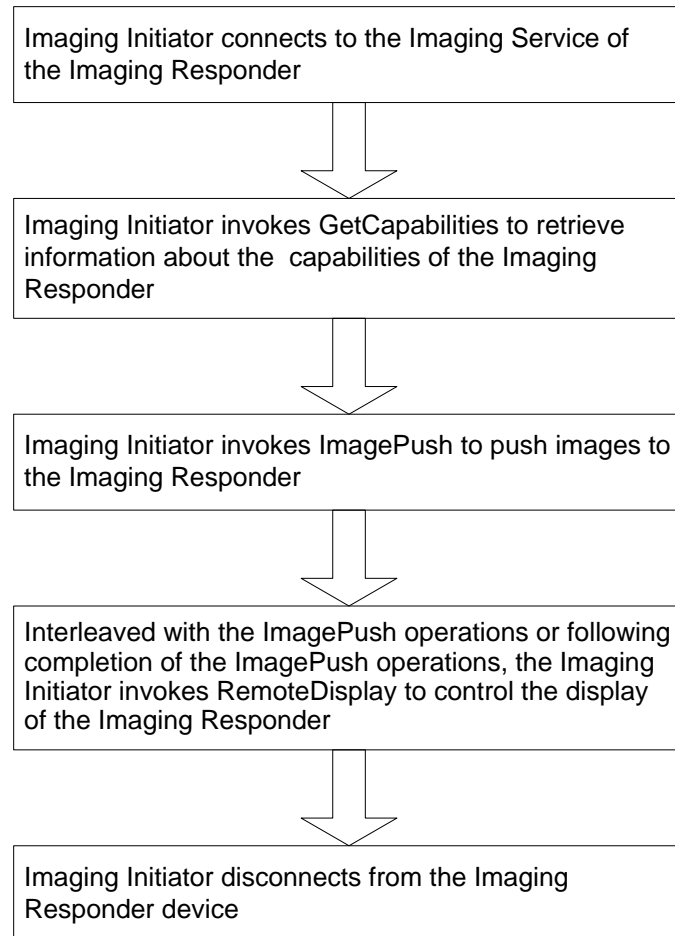 Imaging Initiator connects to the Imaging Service of
the Imaging Responder
Imaging Initiator invokes GetCapabilities to retrieve
information about the  capabilities of the Imaging
Responder
Imaging Initiator invokes ImagePush to push images to
the Imaging Responder
Interleaved with the ImagePush operations or following
completion of the ImagePush operations, the Imaging
Initiator invokes RemoteDisplay to control the display
of the Imaging Responder
Imaging Initiator disconnects from the Imaging
Responder device